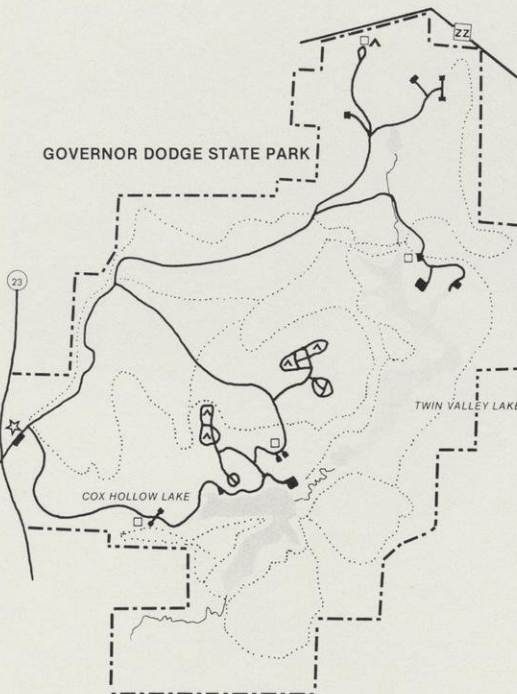 ZZ
GOVERNOR DODGE STATE PARK
23
TWIN VALLEY LAKE
COX HOLLOW LAKE